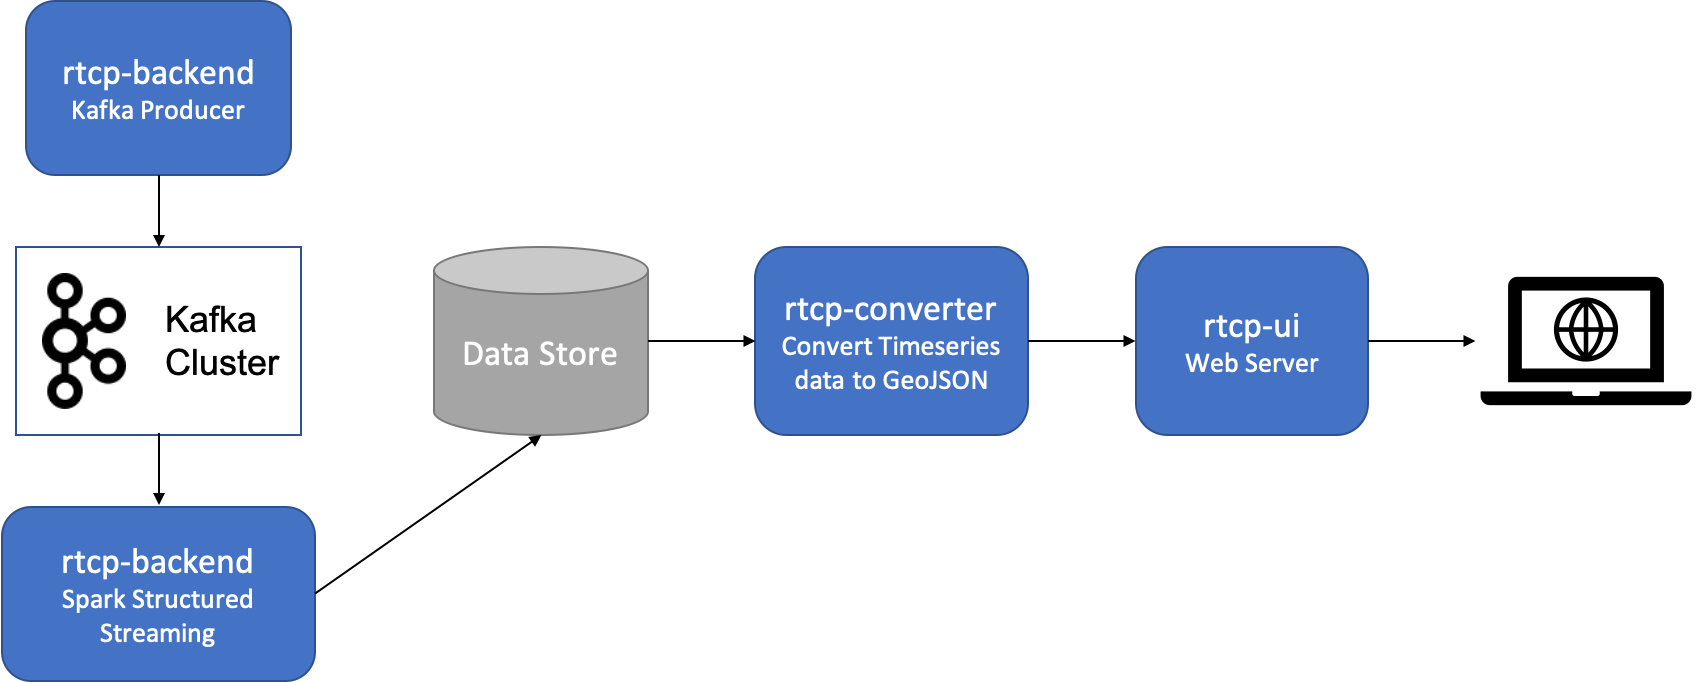 rtcp-backend
Kafka Producer
Kafka
Cluster
rtcp-backend
Spark Structured
Streaming
Data Store
rtcp-converter
Convert Timeseries
data to GeoJSON
rtcp-ui
Web Server